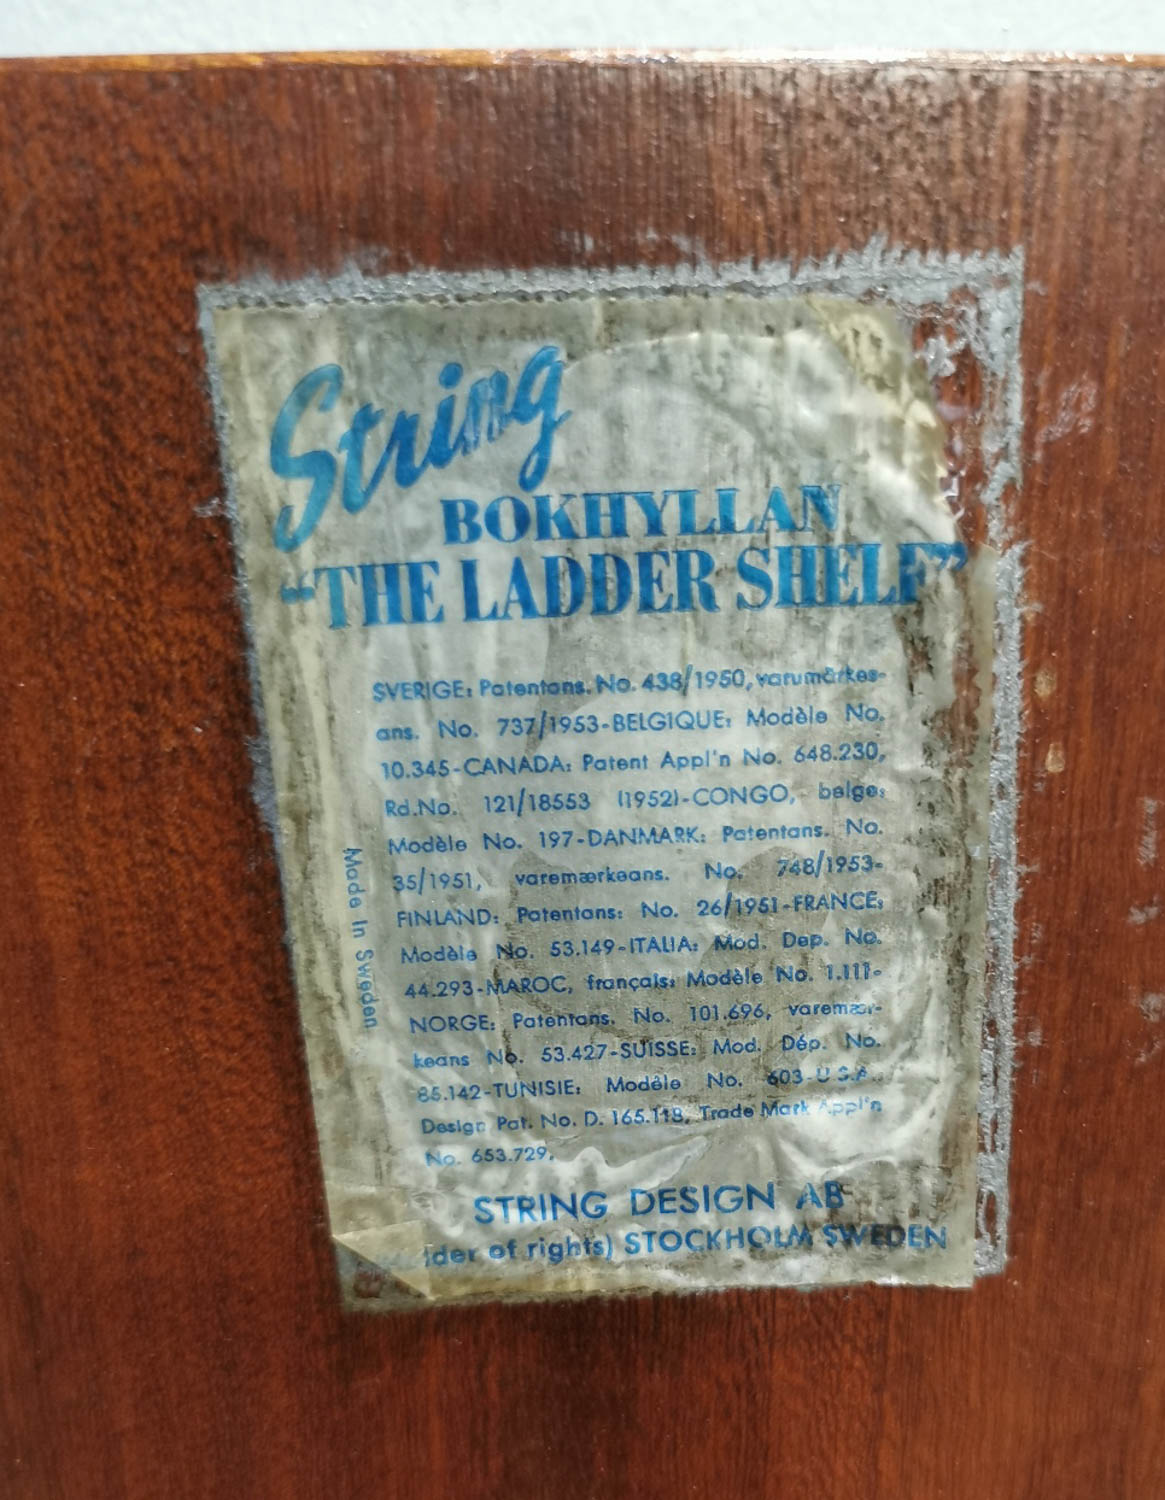 String
BOKHYLLAN
“THE LADDER SHELF”
SVERIGE: Patentans. No. 438/1950, varumärkes-
ans. No. 737/1953-BELGIQUE: Modèle No.
10.345-CANADA: Patent Appl'n No. 648.230,
Rd.No. 121/18553 (1952)-CONGO, belge:
Modèle No. 197-DANMARK: Patentans. No.
35/1951, varemærkeans. No. 748/1953-
FINLAND: Patentans: No. 26/1951-FRANCE:
Modèle No. 53.149-ITALIA: Mod. Dep. No.
44.293-MAROC, français: Modèle No. 1.111-
NORGE: Patentans. No. 101.696, varemær-
keans No. 53.427-SUISSE: Mod. Dép. No.
85.142-TUNISIE: Modèle No. 603-U.S.A.:
Design Pat. No. D. 165.118, Trade Mark Appl'n
No. 653.729.
STRING DESIGN AB
of rights) STOCKHOLM SWEDEN
Made In Sweden